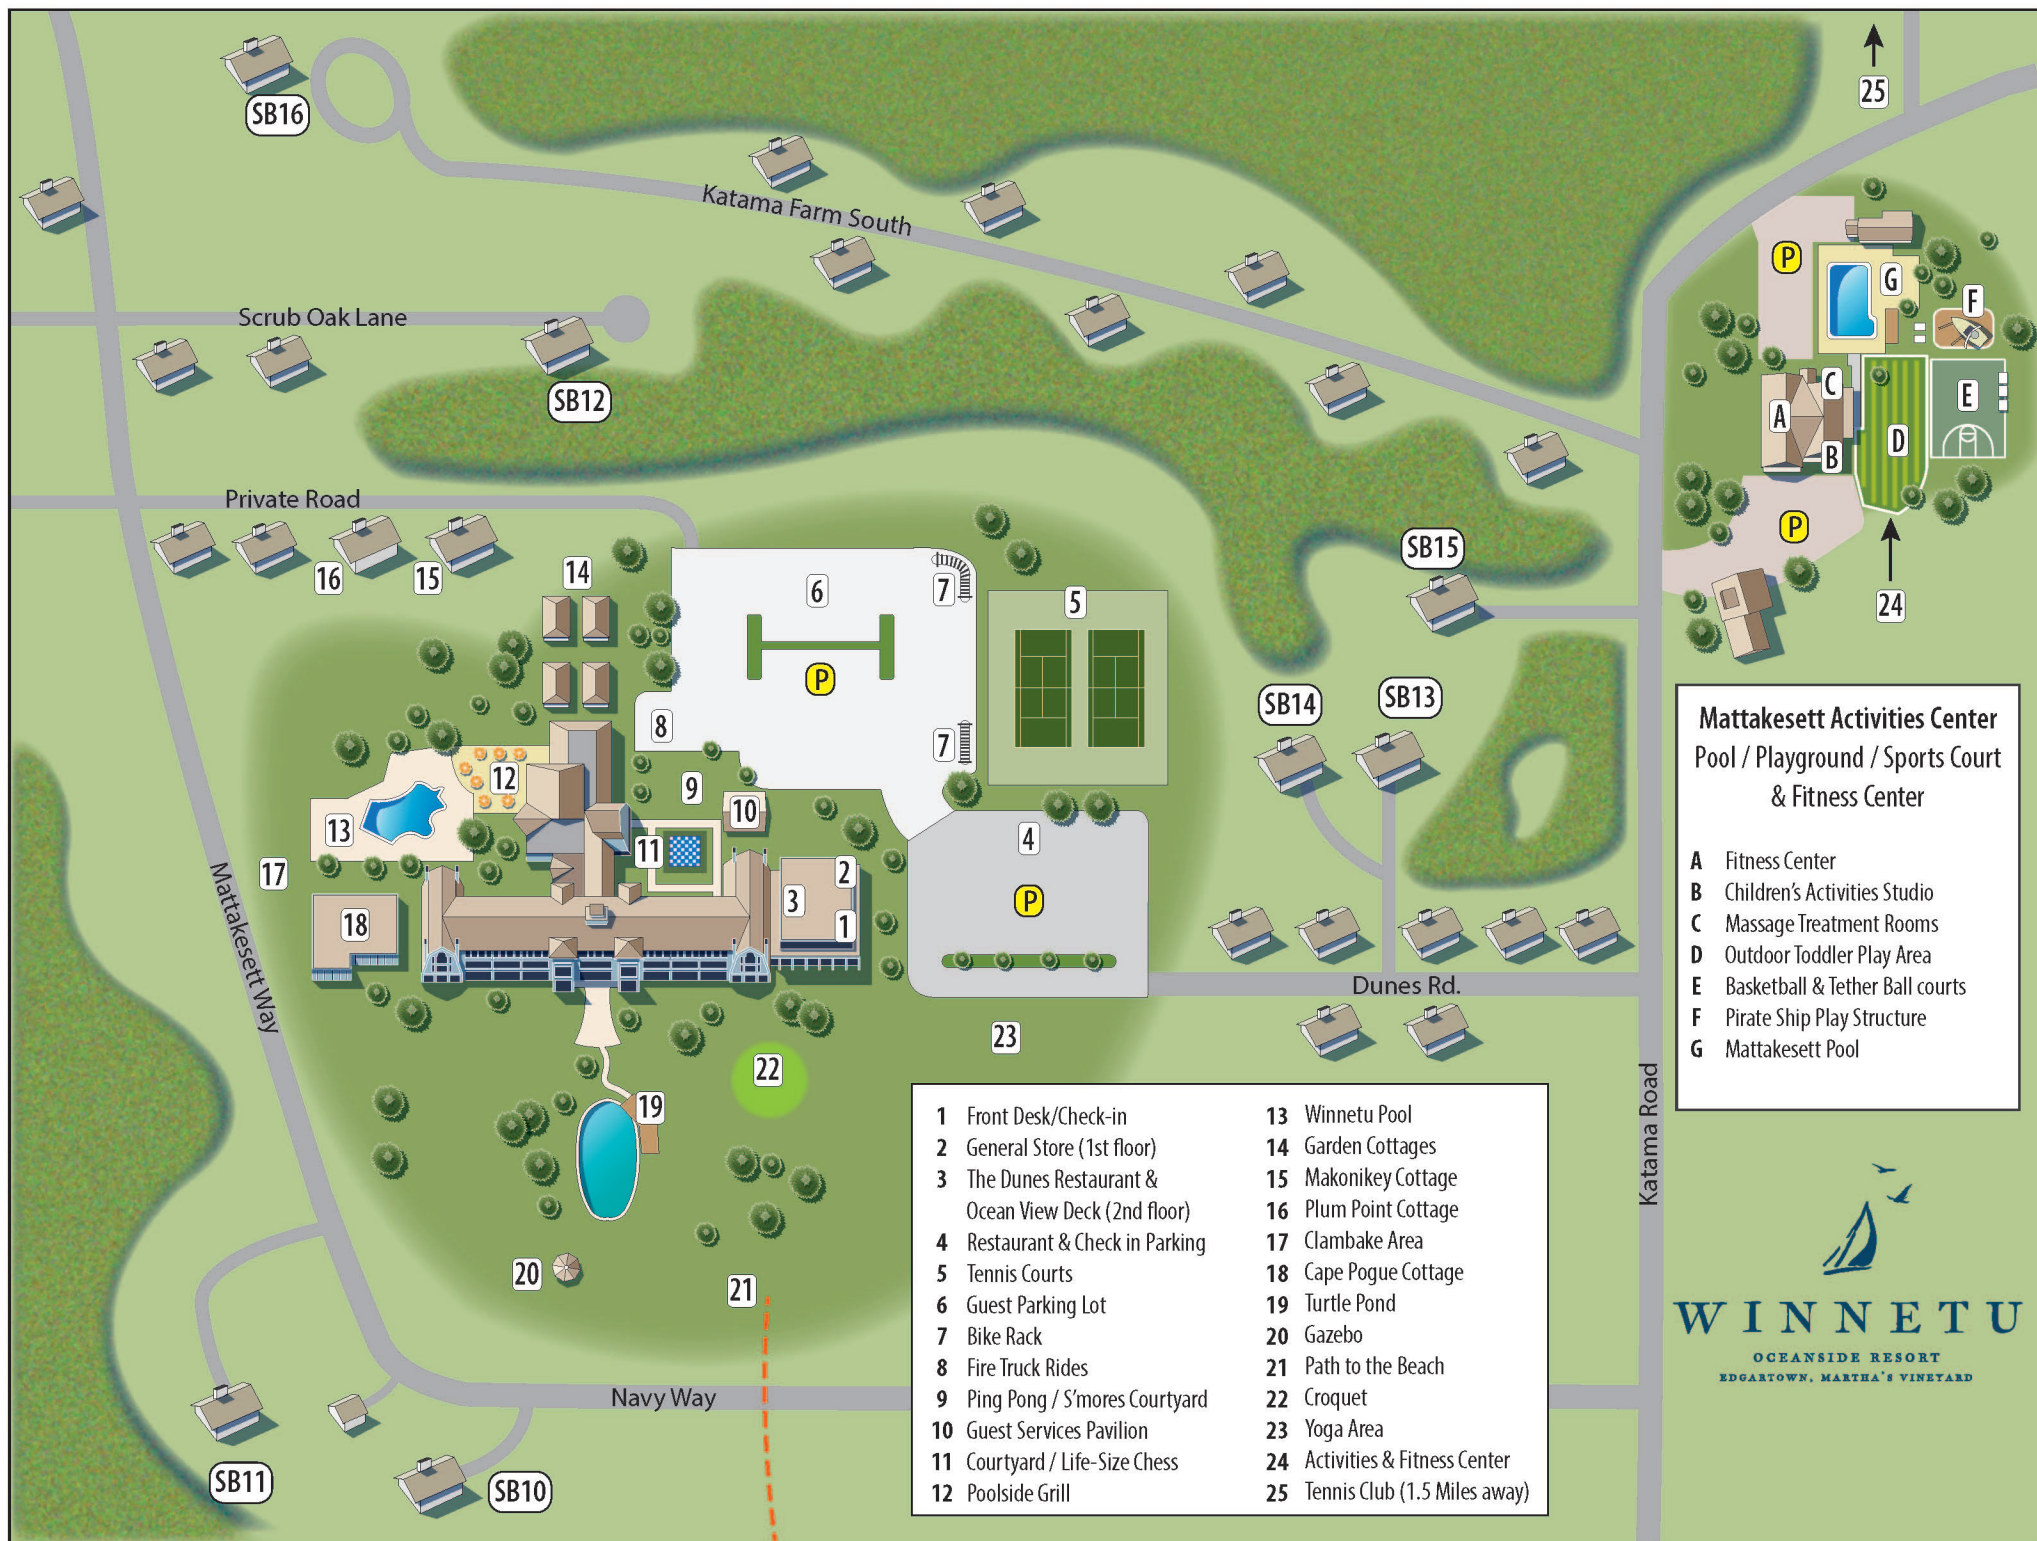 25
SB16
Katama Farm South
P
G
F
Scrub Oak Lane
SB12
C
E
A
D
B
Private Road
P
SB15
16
15
14
6
7
5
24
SB14
SB13
P
8
7
12
9
10
13
11
4
17
2
3
P
18
1
Mattakesett Way
Dunes Rd.
23
22
19
Katama Road
20
21
Navy Way
SB11
SB10
Mattakesett Activities Center
Pool / Playground / Sports Court
& Fitness Center
A Fitness Center
B Children's Activities Studio
C Massage Treatment Rooms
D Outdoor Toddler Play Area
E Basketball & Tether Ball courts
F Pirate Ship Play Structure
G Mattakesett Pool
1 Front Desk/Check-in
2 General Store (1st floor)
3 The Dunes Restaurant &
Ocean View Deck (2nd floor)
4 Restaurant & Check in Parking
5 Tennis Courts
6 Guest Parking Lot
7 Bike Rack
8 Fire Truck Rides
9 Ping Pong / S'mores Courtyard
10 Guest Services Pavilion
11 Courtyard / Life-Size Chess
12 Poolside Grill
13 Winnetu Pool
14 Garden Cottages
15 Makonikey Cottage
16 Plum Point Cottage
17 Clambake Area
18 Cape Pogue Cottage
19 Turtle Pond
20 Gazebo
21 Path to the Beach
22 Croquet
23 Yoga Area
24 Activities & Fitness Center
25 Tennis Club (1.5 Miles away)
WINNETU
OCEANSIDE RESORT
EDGARTOWN, MARTHA'S VINEYARD